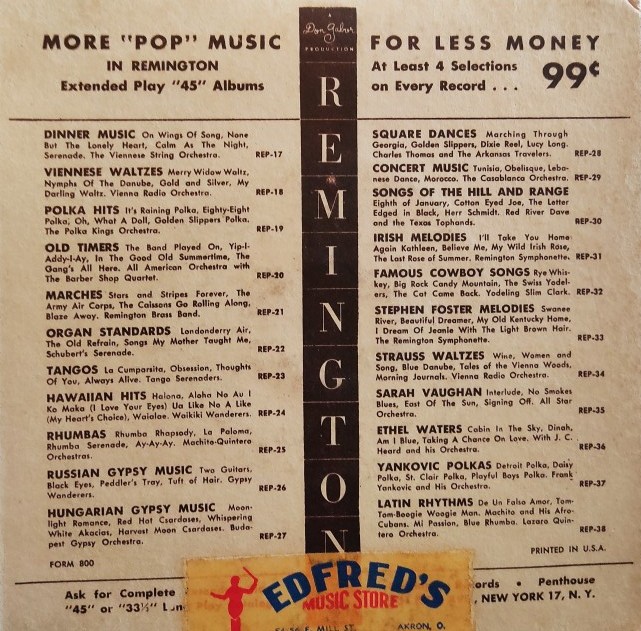 MORE "POP" MUSIC
IN REMINGTON
Extended Play "45" Albums
Don Gabor
PRODUCTION
REMINGTON
FOR LESS MONEY
At Least 4 Selections
on Every Record . . .
99¢
DINNER MUSIC On Wings Of Song, None
But The Lonely Heart, Calm As The Night,
Serenade. The Viennese String Orchestra. REP-17
VIENNESE WALTZES Merry Widow Waltz,
Nymphs Of The Danube, Gold and Silver, My
Darling Waltz. Vienna Radio Orchestra. REP-18
POLKA HITS It's Raining Polka, Eighty-Eight
Polka, Oh, What A Doll, Golden Slippers Polka.
The Polka Kings Orchestra. REP-19
OLD TIMERS The Band Played On, Yip-I-
Addy-I-Ay, In The Good Old Summertime, The
Gang's All Here. All American Orchestra with
The Barber Shop Quartet. REP-20
MARCHES Stars and Stripes Forever, The
Army Air Corps, The Caissons Go Rolling Along,
Blaze Away. Remington Brass Band. REP-21
ORGAN STANDARDS Londonderry Air,
The Old Refrain, Songs My Mother Taught Me,
Schubert's Serenade. REP-22
TANGOS La Cumparsita, Obsession, Thoughts
Of You, Always Alive. Tango Serenaders. REP-23
HAWAIIAN HITS Halona, Aloha No Au I
Ko Maka (I Love Your Eyes) Ua Like No A Like
(My Heart's Choice), Waialae. Waikiki Wanderers. REP-24
RHUMBAS Rhumba Rhapsody, La Paloma,
Rhumba Serenade, Ay-Ay-Ay. Machito-Quintero
Orchestras. REP-25
RUSSIAN GYPSY MUSIC Two Guitars,
Black Eyes, Peddler's Tray, Tuft of Hair. Gypsy
Wanderers. REP-26
HUNGARIAN GYPSY MUSIC Moon-
light Romance, Red Hat Csardases, Whispering
White Akacias, Harvest Moon Csardases. Buda-
pest Gypsy Orchestra. REP-27
FORM 800
SQUARE DANCES Marching Through
Georgia, Golden Slippers, Dixie Reel, Lucy Long.
Charles Thomas and The Arkansas Travelers. REP-28
CONCERT MUSIC Tunisia, Obelisque, Leba-
nese Dance, Morocco. The Casablanca Orchestra. REP-29
SONGS OF THE HILL AND RANGE
Eighth of January, Cotton Eyed Joe, The Letter
Edged in Black, Herr Schmidt. Red River Dave
and the Texas Tophands. REP-30
IRISH MELODIES I'll Take You Home
Again Kathleen, Believe Me, My Wild Irish Rose,
The Last Rose of Summer. Remington Symphonette. REP-31
FAMOUS COWBOY SONGS Rye Whis-
key, Big Rock Candy Mountain, The Swiss Yodel-
ers, The Cat Came Back. Yodeling Slim Clark. REP-32
STEPHEN FOSTER MELODIES Swanee
River, Beautiful Dreamer, My Old Kentucky Home,
I Dream Of Jeanie With The Light Brown Hair.
The Remington Symphonette. REP-33
STRAUSS WALTZES Wine, Women and
Song, Blue Danube, Tales of the Vienna Woods,
Morning Journals. Vienna Radio Orchestra. REP-34
SARAH VAUGHAN Interlude, No Smokes
Blues, East Of The Sun, Signing Off. All Star
Orchestra. REP-35
ETHEL WATERS Cabin In The Sky, Dinah,
Am I Blue, Taking A Chance On Love. With J. C.
Heard and his Orchestra. REP-36
YANKOVIC POLKAS Detroit Polka, Daisy
Polka, St. Clair Polka, Playful Boys Polka. Frank
Yankovic and His Orchestra. REP-37
LATIN RHYTHMS De Un Falso Amor, Tom-
Tom-Boogie Woogie Man. Machito and His Afro-
Cubans. Mi Passion, Blue Rhumba. Lazaro Quin-
tero Orchestra. REP-38
PRINTED IN U.S.A.
Ask for Complete
"45" or "33⅓"
cords • Penthouse
, NEW YORK 17, N. Y.
EDFRED'S
MUSIC STORE
E. MILL ST. AKRON, O.